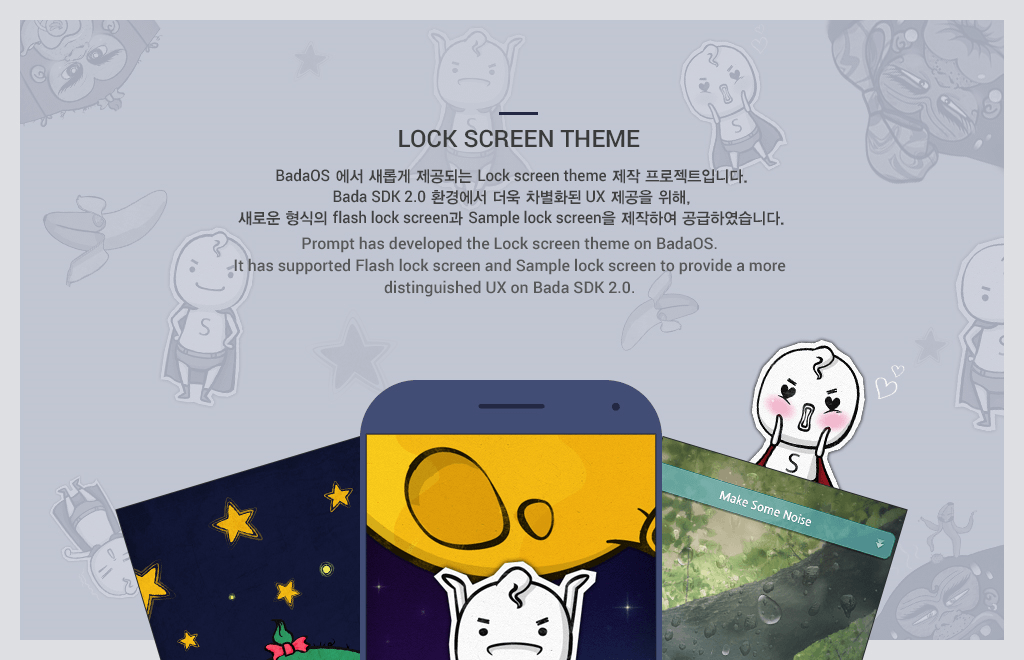 LOCK SCREEN THEME
BadaOS 에서 새롭게 제공되는 Lock screen theme 제작 프로젝트입니다.
Bada SDK 2.0 환경에서 더욱 차별화된 UX 제공을 위해,
새로운 형식의 flash lock screen과 Sample lock screen을 제작하여 공급하였습니다.
Prompt has developed the Lock screen theme on BadaOS.
It has supported Flash lock screen and Sample lock screen to provide a more
distinguished UX on Bada SDK 2.0.
S
S
S
S
Make Some Noise